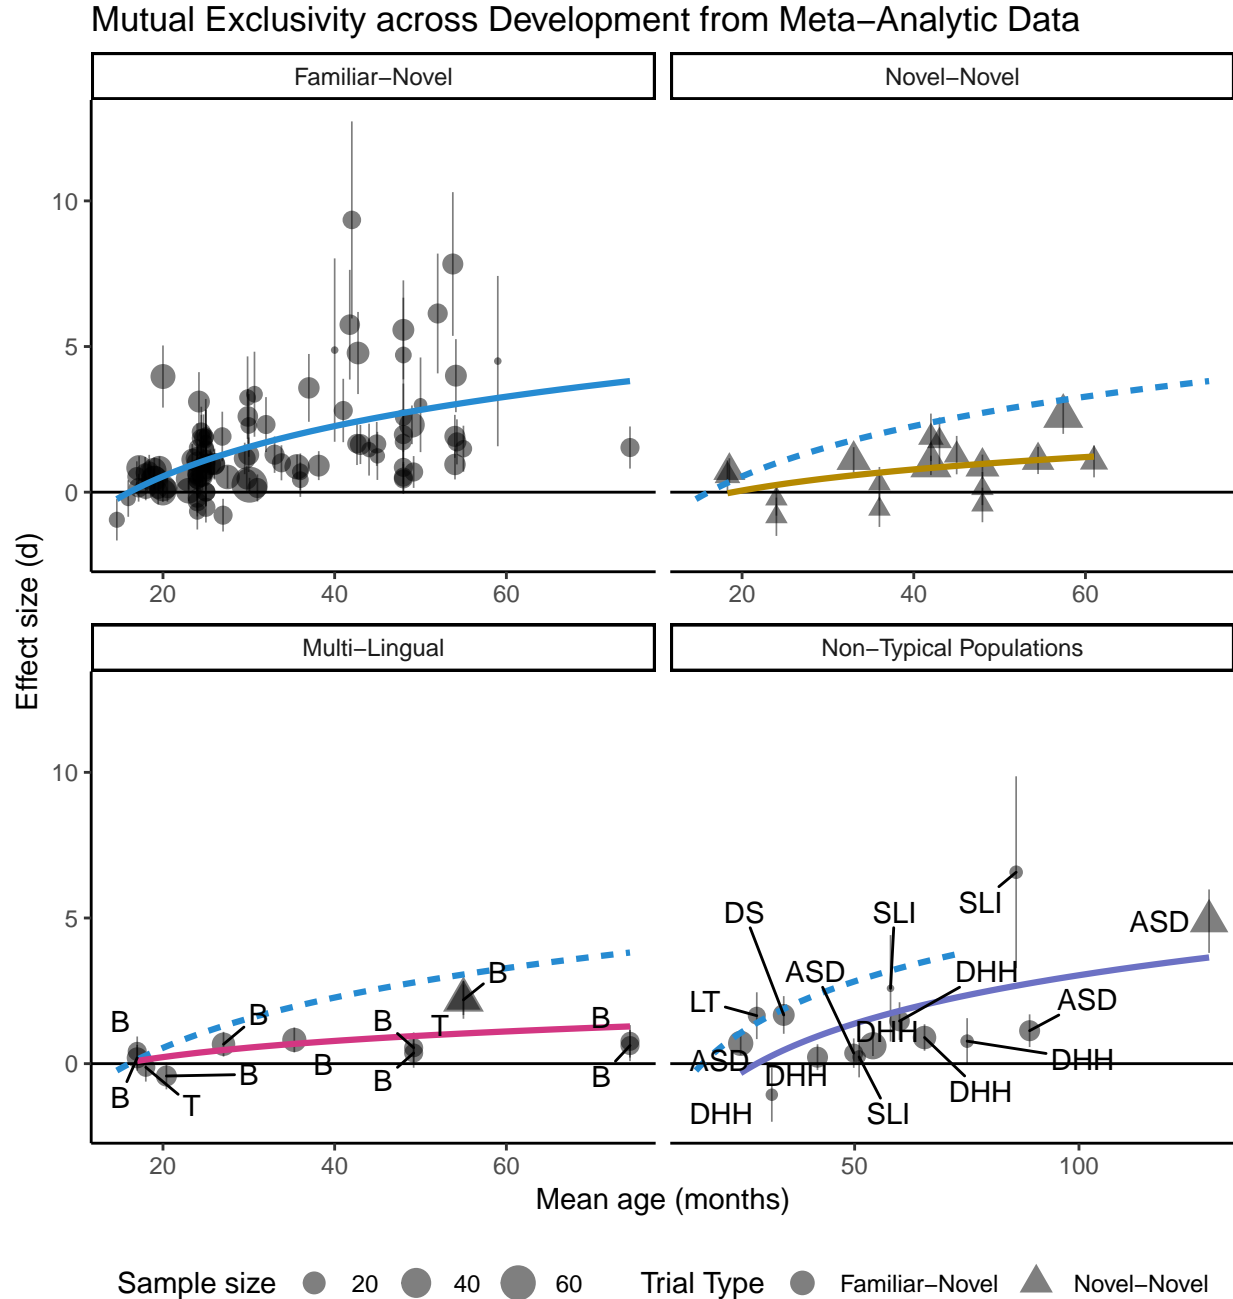 Mutual Exclusivity across Development from Meta−Analytic Data
Familiar−Novel
Novel−Novel
10
5
0
20
40
60
20
40
60
Effect size (d)
Multi−Lingual
Non−Typical Populations
10
5
0
B
B
B
T
B
B
T
B
B
B
B
B
DS
SLI
SLI
ASD
LT
ASD
DHH
ASD
ASD
DHH
DHH
DHH
DHH
DHH
SLI
20
40
60
50
100
Mean age (months)
Sample size 20 40 60 Trial Type Familiar−Novel Novel−Novel